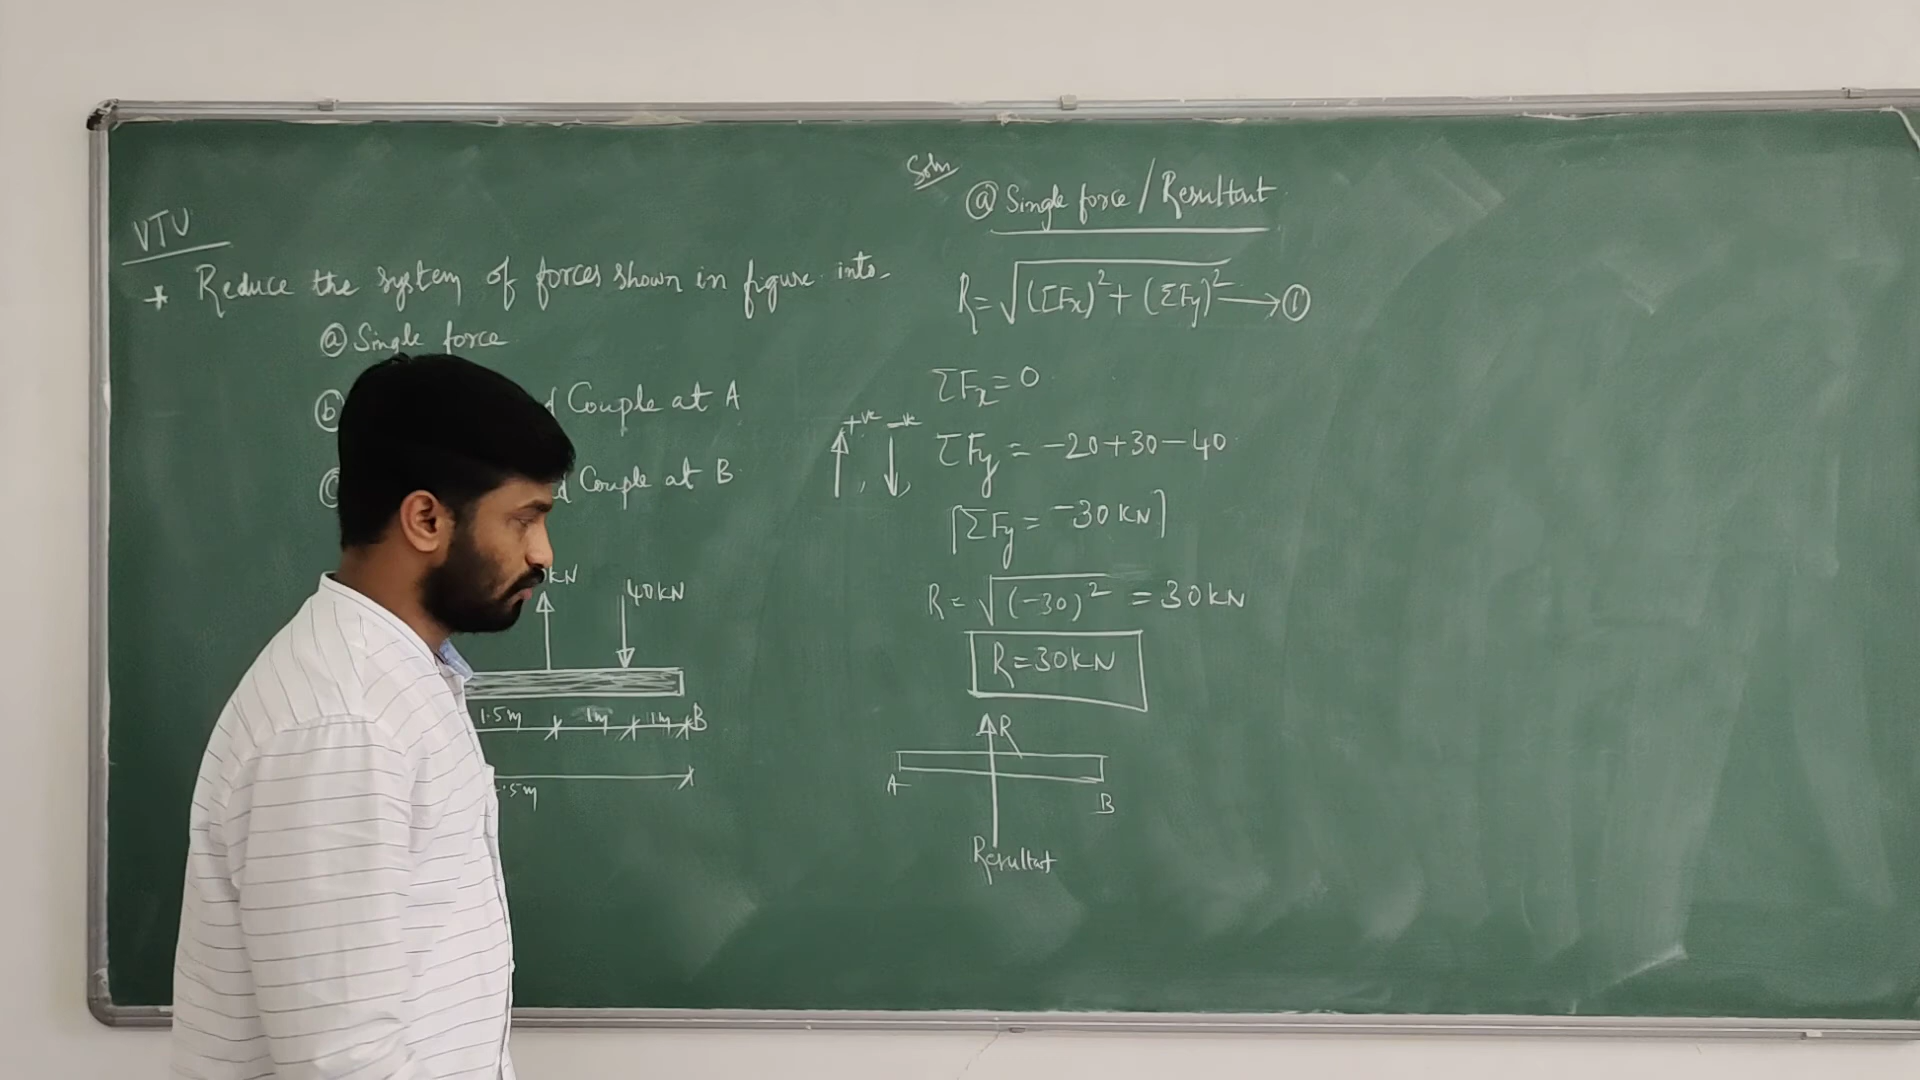 VTU
* Reduce the system of forces shown in figure into.
ⓐ Single force
ⓑ Couple at A
Couple at B
KN
40KN
1.5m 1m 1m B
.5m
Soln
ⓐ Single force / Resultant
R = √(ΣFx)² + (ΣFy)² → ①
ΣFx = 0
+ve -ve
↑, ↓, ΣFy = -20+30-40
[ΣFy = -30 KN]
R = √(-30)² = 30 KN
R = 30KN
R
A
B
Resultant